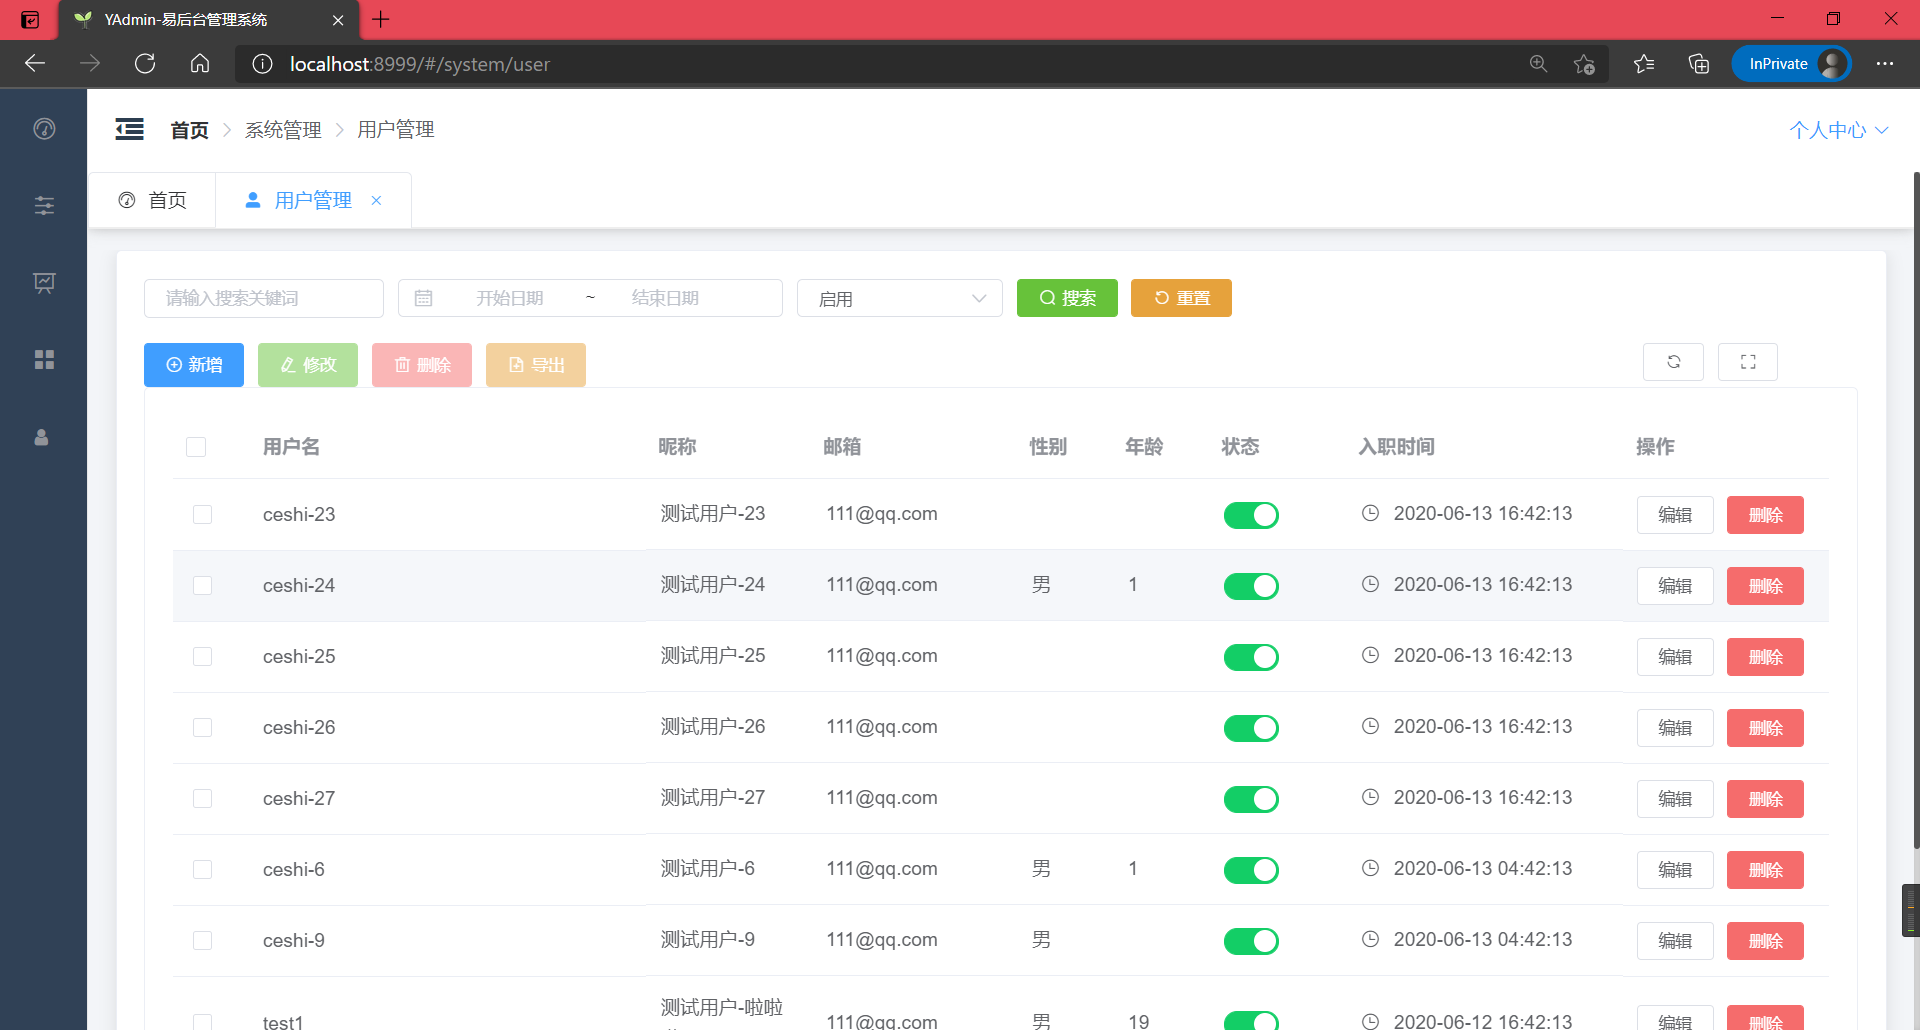 YAdmin-易后台管理系统
localhost:8999/#/system/user
InPrivate
首页 系统管理 用户管理
个人中心
首页 用户管理
请输入搜索关键词 开始日期 ~ 结束日期 启用 搜索 重置
新增 修改 删除 导出
用户名 昵称 邮箱 性别 年龄 状态 入职时间 操作
ceshi-23 测试用户-23 111@qq.com 2020-06-13 16:42:13 编辑 删除
ceshi-24 测试用户-24 111@qq.com 男 1 2020-06-13 16:42:13 编辑 删除
ceshi-25 测试用户-25 111@qq.com 2020-06-13 16:42:13 编辑 删除
ceshi-26 测试用户-26 111@qq.com 2020-06-13 16:42:13 编辑 删除
ceshi-27 测试用户-27 111@qq.com 2020-06-13 16:42:13 编辑 删除
ceshi-6 测试用户-6 111@qq.com 男 1 2020-06-13 04:42:13 编辑 删除
ceshi-9 测试用户-9 111@qq.com 男 2020-06-13 04:42:13 编辑 删除
test1 测试用户-啦啦 111@qq.com 男 19 2020-06-12 16:42:13 编辑 删除